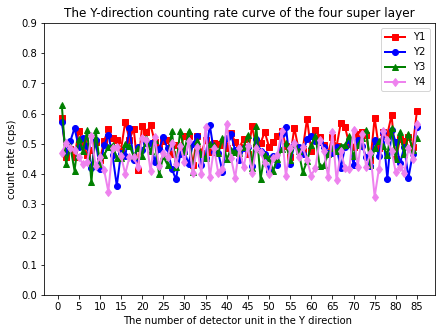 The Y-direction counting rate curve of the four super layer
count rate (cps)
0.9
0.8
0.7
0.6
0.5
0.4
0.3
0.2
0.1
0.0
Y1
Y2
Y3
Y4
0 5 10 15 20 25 30 35 40 45 50 55 60 65 70 75 80 85
The number of detector unit in the Y direction